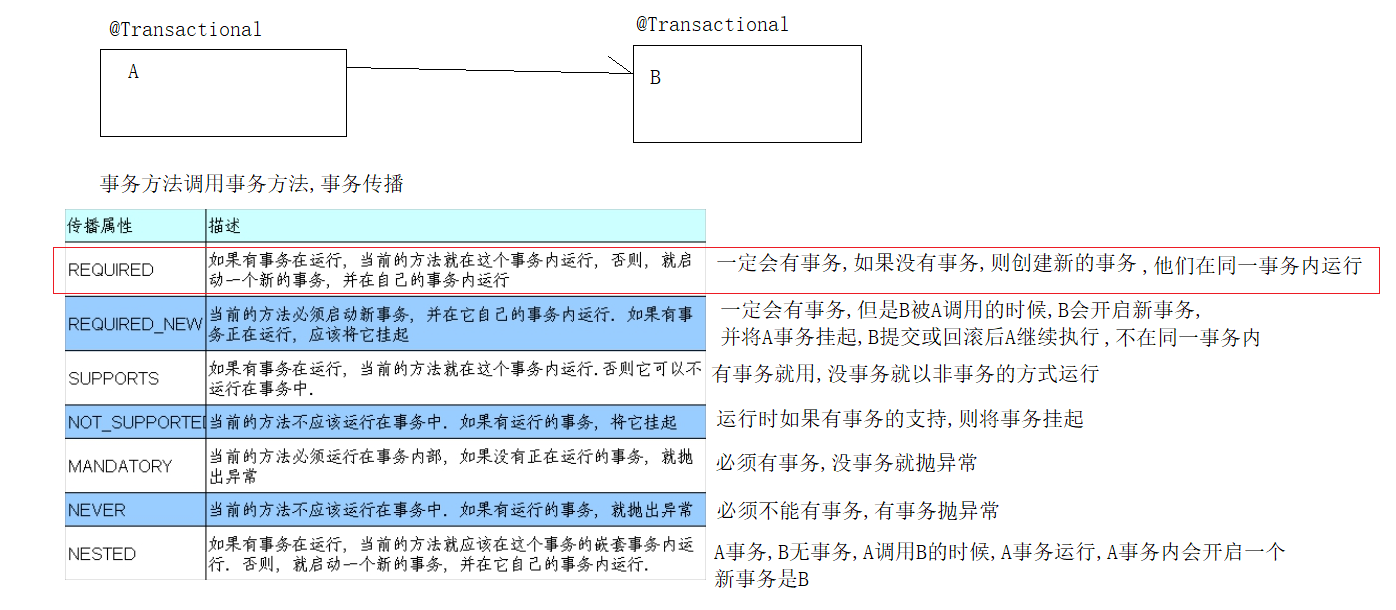 @Transactional
@Transactional
A
B
事务方法调用事务方法,事务传播
传播属性 描述
REQUIRED
如果有事务在运行, 当前的方法就在这个事务内运行, 否则, 就启
动一个新的事务, 并在自己的事务内运行
一定会有事务,如果没有事务,则创建新的事务,他们在同一事务内运行
REQUIRED_NEW
当前的方法必须启动新事务, 并在它自己的事务内运行. 如果有事
务正在运行, 应该将它挂起
一定会有事务,但是B被A调用的时候,B会开启新事务,
并将A事务挂起,B提交或回滚后A继续执行,不在同一事务内
SUPPORTS
如果有事务在运行, 当前的方法就在这个事务内运行.否则它可以不
运行在事务中.
有事务就用,没事务就以非事务的方式运行
NOT_SUPPORTED
当前的方法不应该运行在事务中. 如果有运行的事务, 将它挂起
运行时如果有事务的支持,则将事务挂起
MANDATORY
当前的方法必须运行在事务内部, 如果没有正在运行的事务, 就抛
出异常
必须有事务,没事务就抛异常
NEVER
当前的方法不应该运行在事务中. 如果有运行的事务, 就抛出异常
必须不能有事务,有事务抛异常
NESTED
如果有事务在运行, 当前的方法就应该在这个事务的嵌套事务内运
行. 否则, 就启动一个新的事务, 并在它自己的事务内运行.
A事务,B无事务,A调用B的时候,A事务运行,A事务内会开启一个
新事务是B